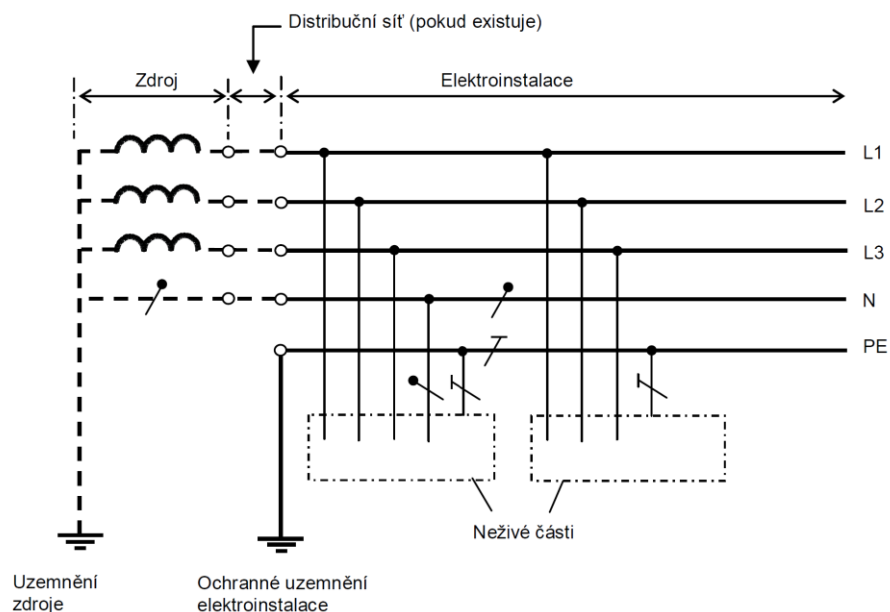 Distribuční síť (pokud existuje)
Zdroj
Elektroinstalace
L1
L2
L3
N
PE
Neživé části
Uzemnění
zdroje
Ochranné uzemnění
elektroinstalace